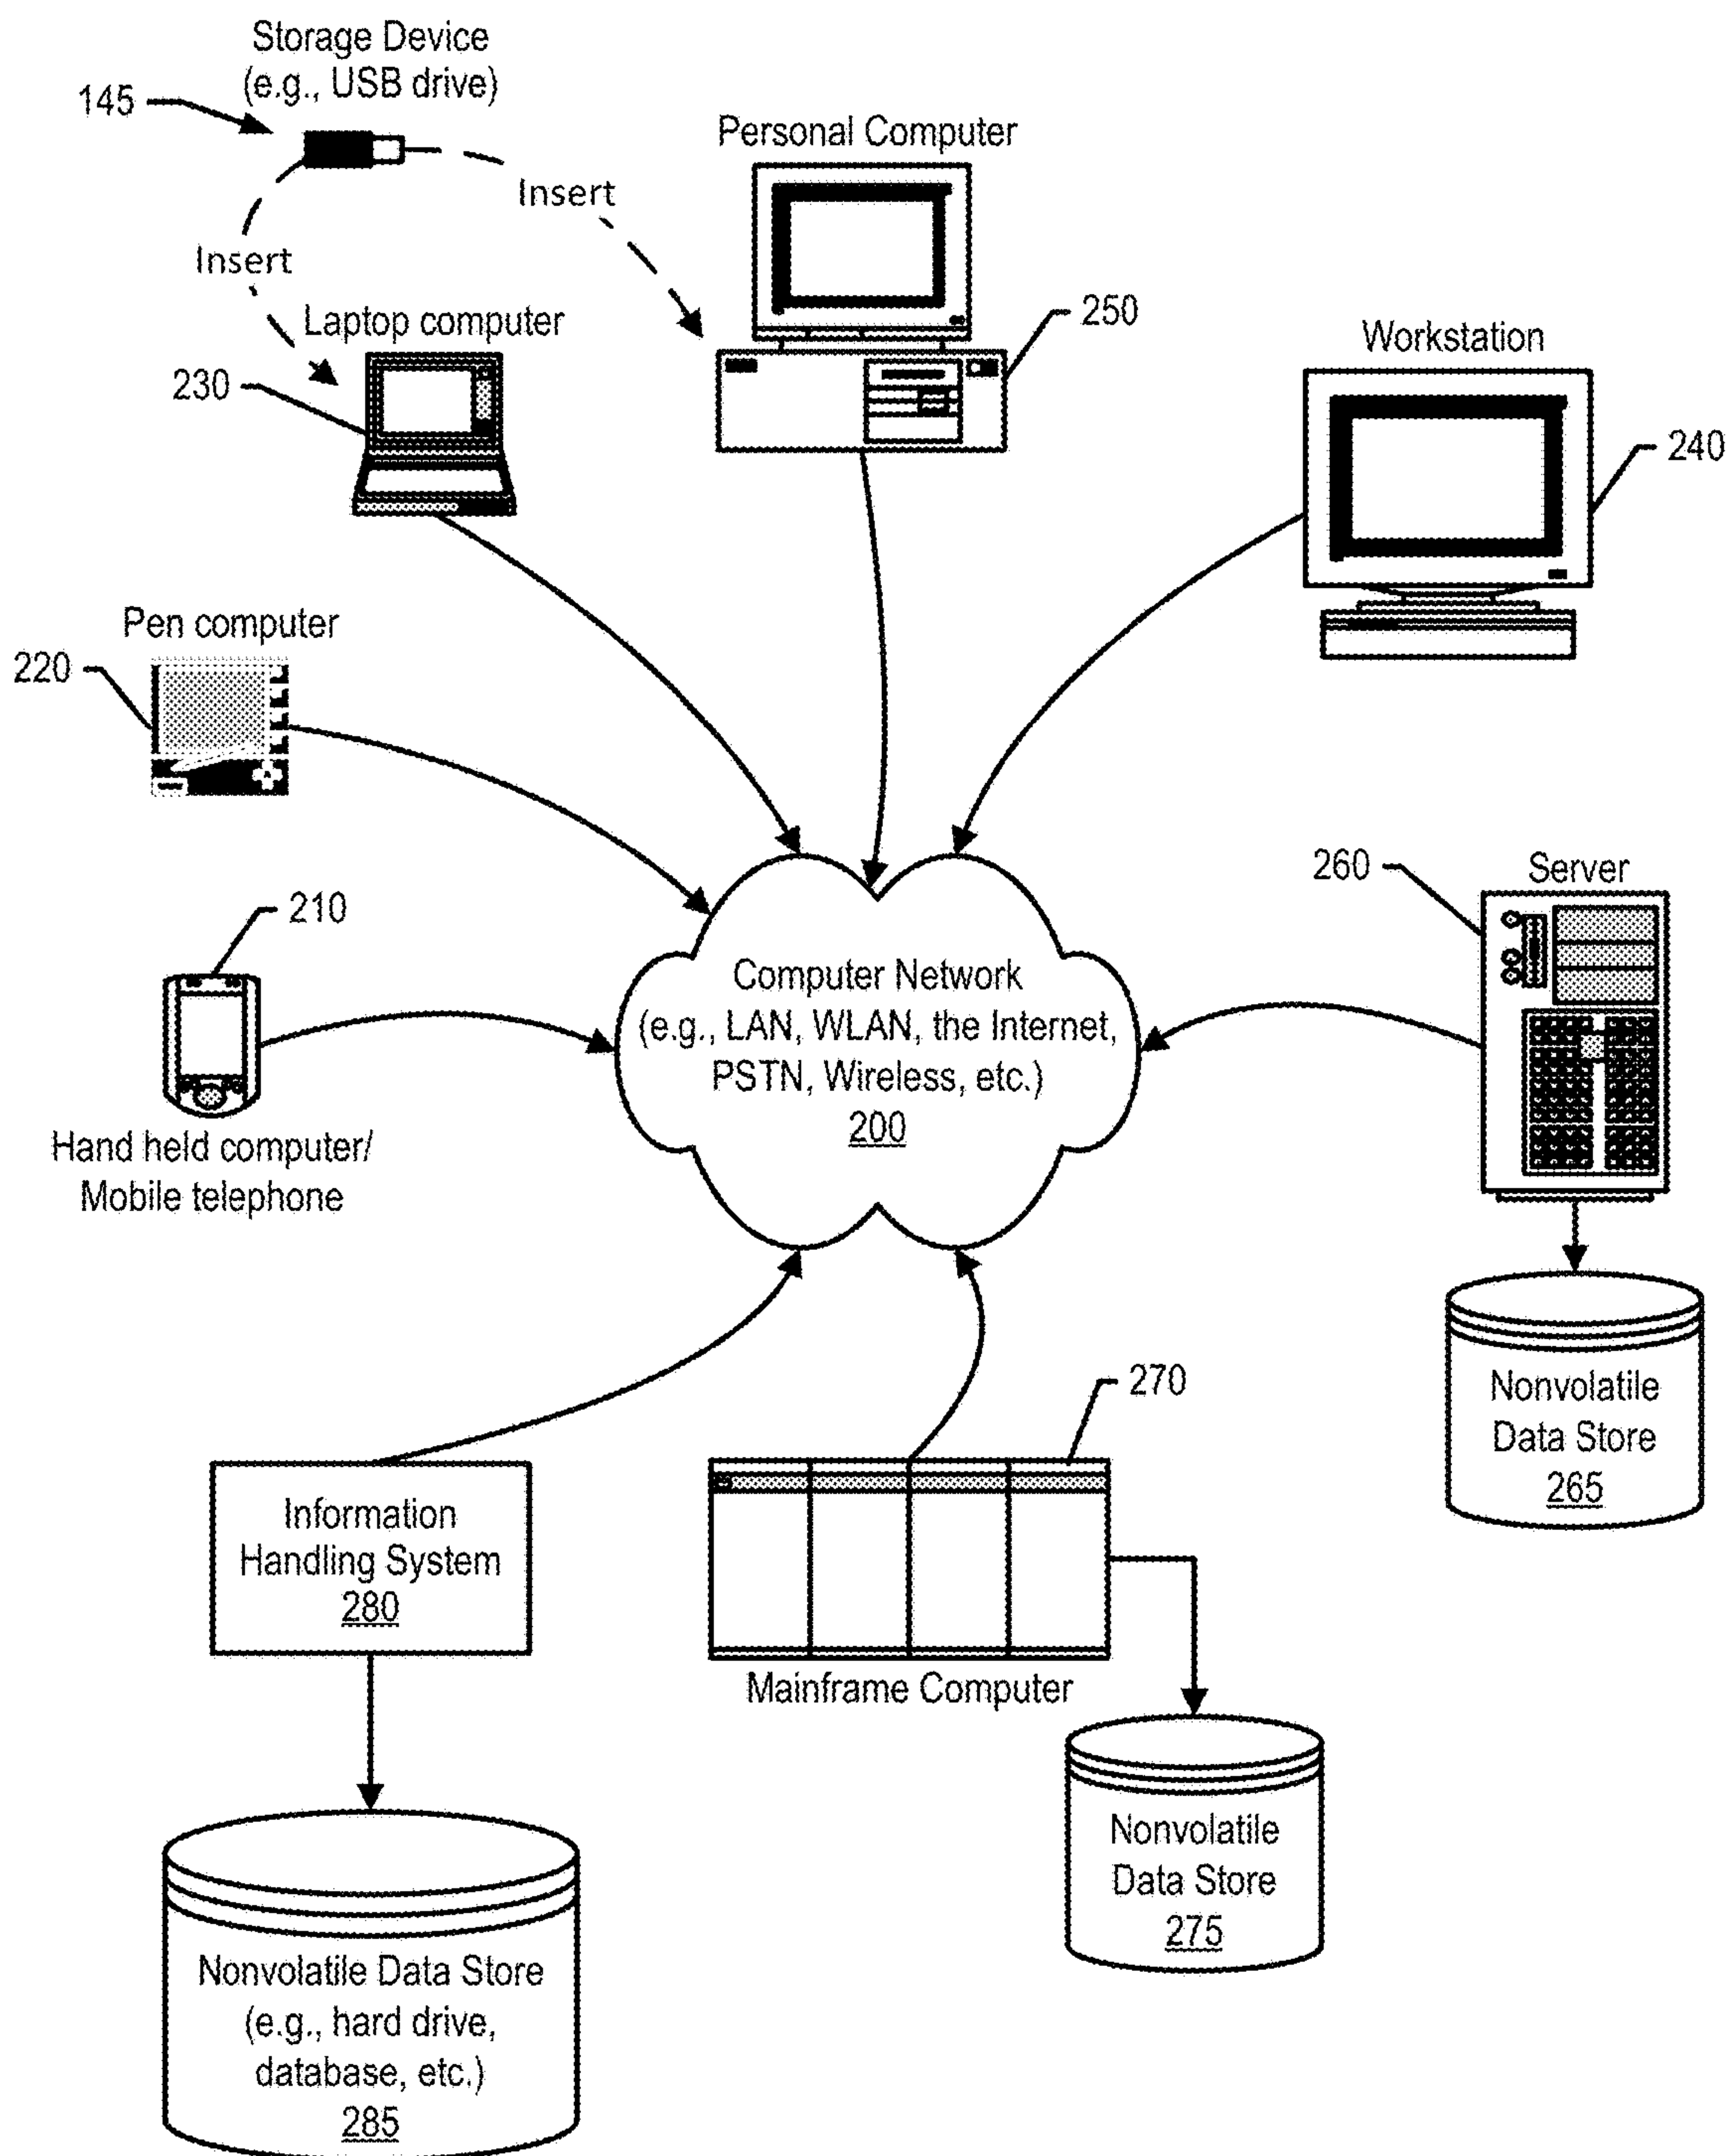 Storage Device
(e.g., USB drive)
145
Insert
Insert
Personal Computer
250
Laptop computer
230
Workstation
240
Pen computer
220
210
Hand held computer/
Mobile telephone
Computer Network
(e.g., LAN, WLAN, the Internet,
PSTN, Wireless, etc.)
200
260
Server
Nonvolatile
Data Store
265
270
Mainframe Computer
Information
Handling System
280
Nonvolatile
Data Store
275
Nonvolatile Data Store
(e.g., hard drive,
database, etc.)
285